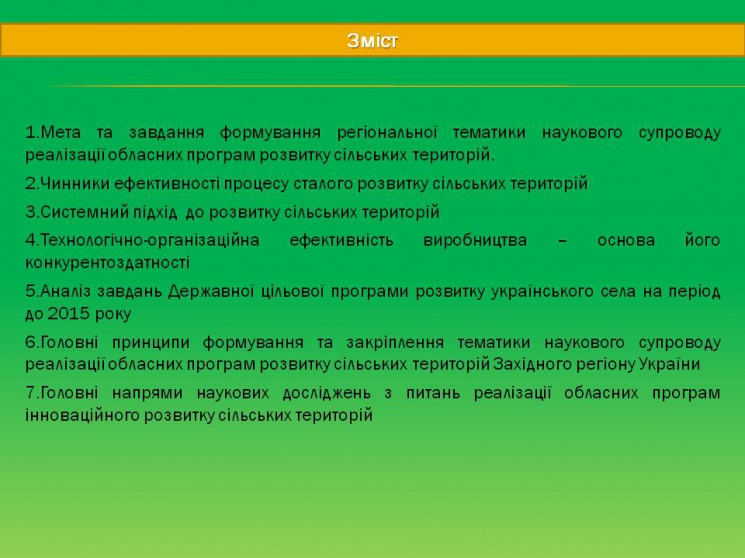 Зміст
1.Мета та завдання формування регіональної тематики наукового супроводу
реалізації обласних програм розвитку сільських територій.
2.Чинники ефективності процесу сталого розвитку сільських територій
3.Системний підхід до розвитку сільських територій
4.Технологічно-організаційна ефективність виробництва – основа його
конкурентоздатності
5.Аналіз завдань Державної цільової програми розвитку українського села на період
до 2015 року
6.Головні принципи формування та закріплення тематики наукового супроводу
реалізації обласних програм розвитку сільських територій Західного регіону України
7.Головні напрями наукових досліджень з питань реалізації обласних програм
інноваційного розвитку сільських територій